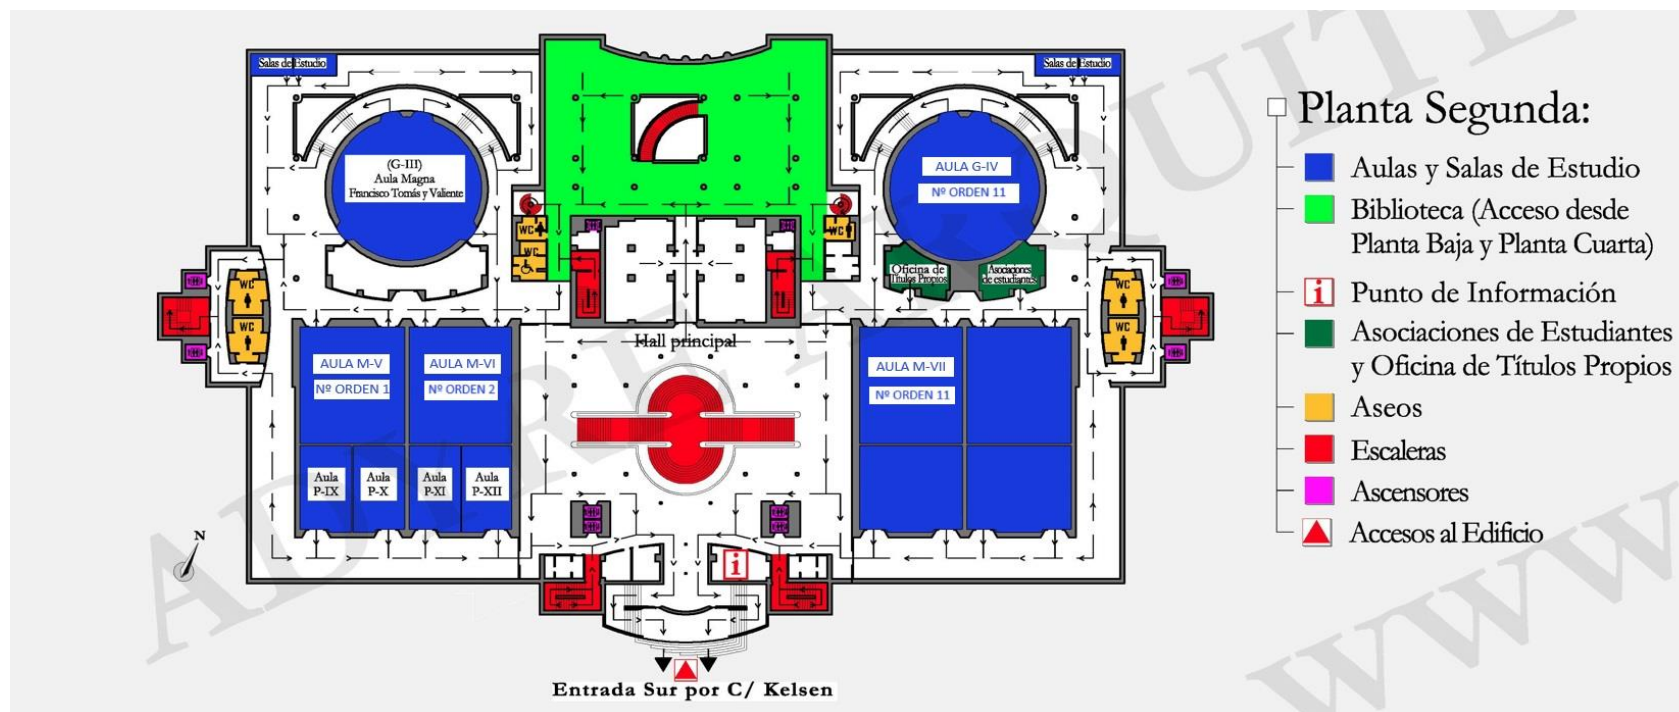 Salas de Estudio
Salas de Estudio
(G-III)
Aula Magna
Francisco Tomás y Valiente
AULA G-IV
Nº ORDEN 11
WC
WC
WC
Oficina de
Títulos Propios
Asociaciones
de estudiantes
WC
WC
WC
WC
Hall principal
AULA M-V
Nº ORDEN 1
AULA M-VI
Nº ORDEN 2
AULA M-VII
Nº ORDEN 11
Aula
P-IX
Aula
P-X
Aula
P-XI
Aula
P-XII
N
i
Entrada Sur por C/ Kelsen
Planta Segunda:
Aulas y Salas de Estudio
Biblioteca (Acceso desde
Planta Baja y Planta Cuarta)
i
Punto de Información
Asociaciones de Estudiantes
y Oficina de Títulos Propios
Aseos
Escaleras
Ascensores
Accesos al Edificio
WWW